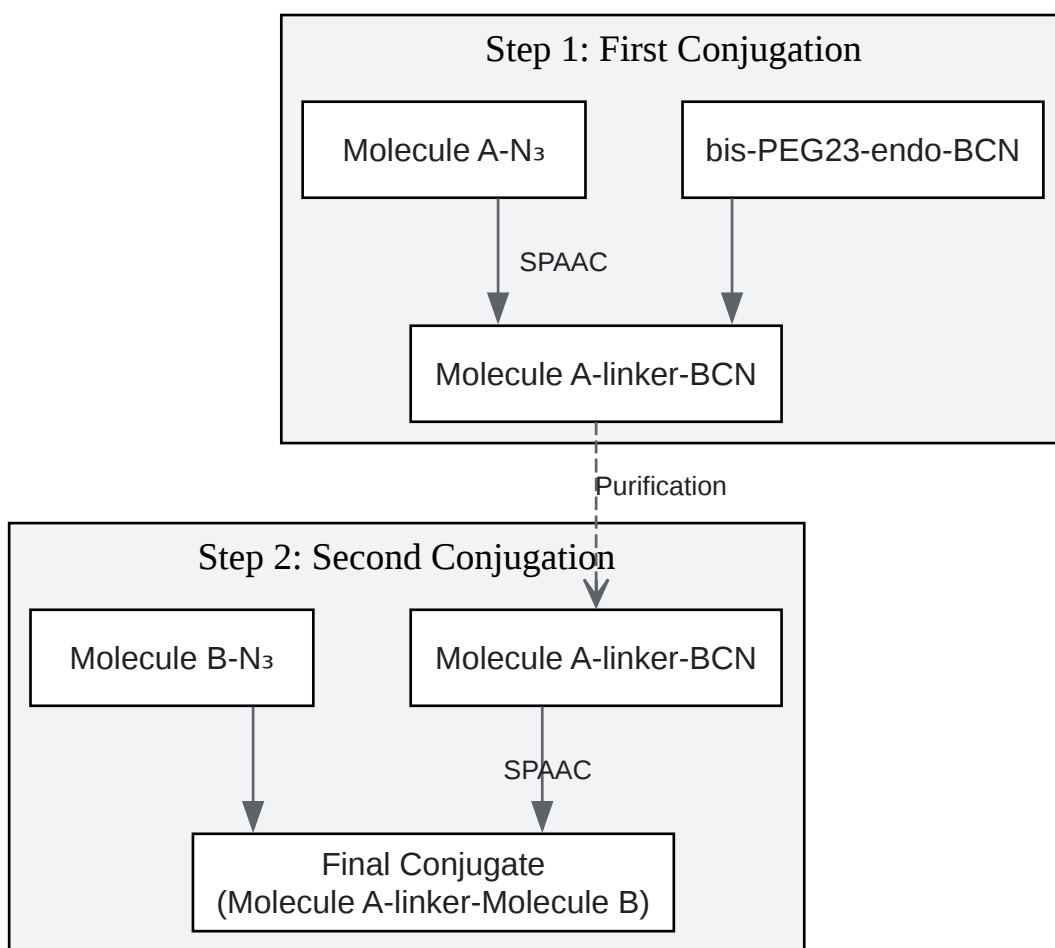 Step 1: First Conjugation
Molecule A-N₃
bis-PEG23-endo-BCN
SPAAC
Molecule A-linker-BCN
Purification
Step 2: Second Conjugation
Molecule B-N₃
Molecule A-linker-BCN
SPAAC
Final Conjugate
(Molecule A-linker-Molecule B)